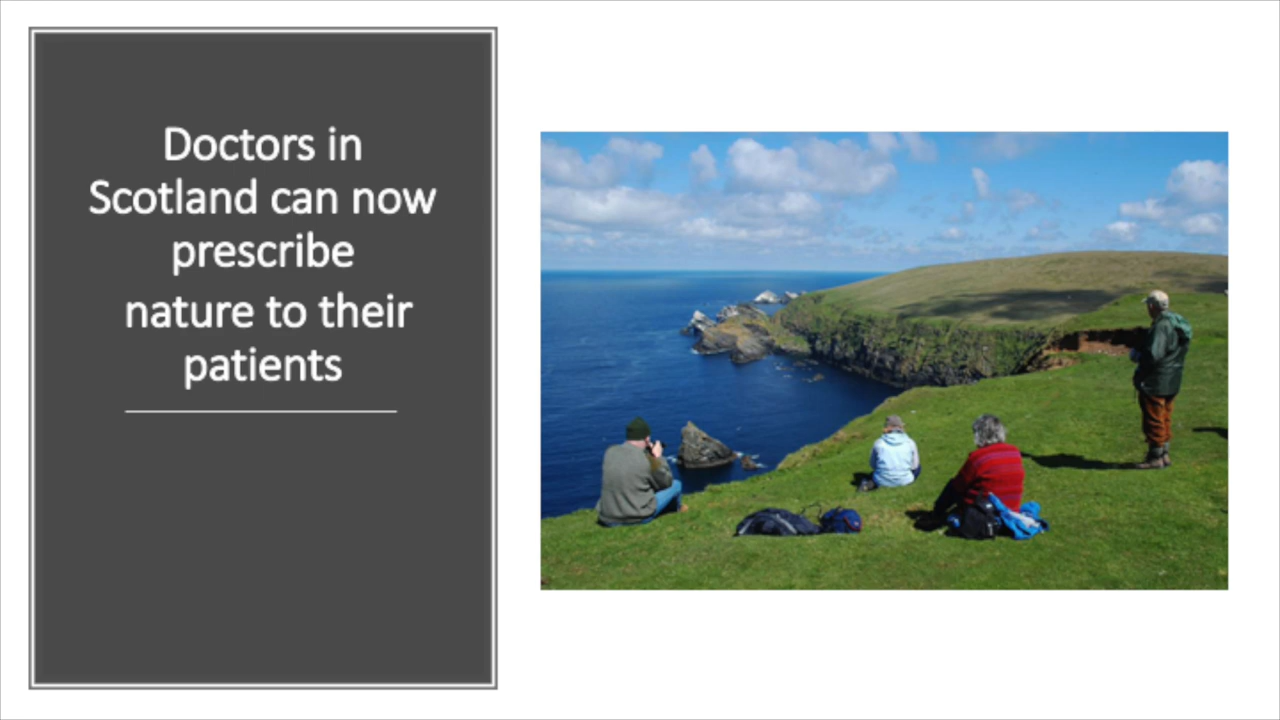 Doctors in
Scotland can now
prescribe
nature to their
patients